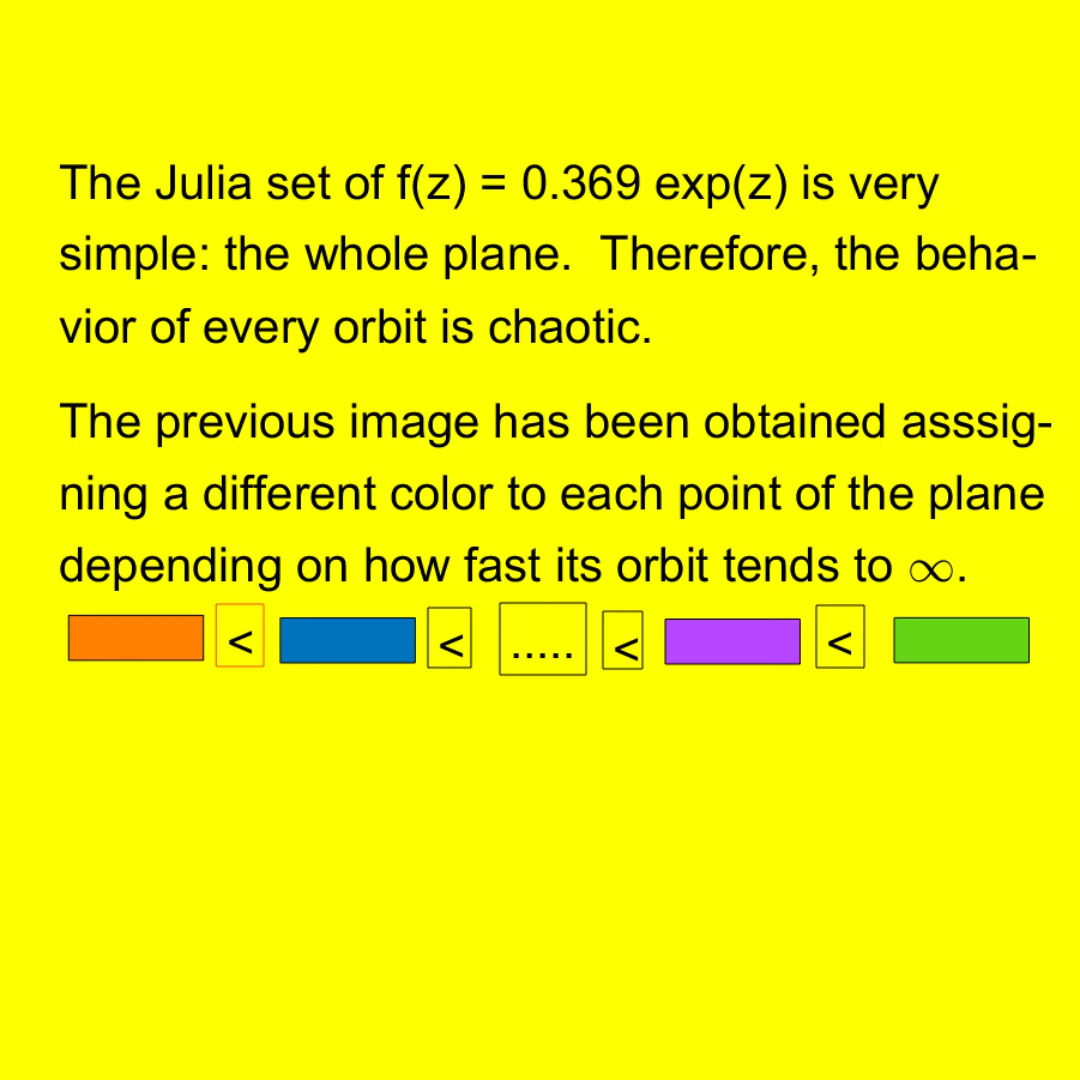 The Julia set of f(z) = 0.369 exp(z) is very
simple: the whole plane.  Therefore, the beha-
vior of every orbit is chaotic.
The previous image has been obtained asssig-
ning a different color to each point of the plane
depending on how fast its orbit tends to ∞.
< < ..... < <